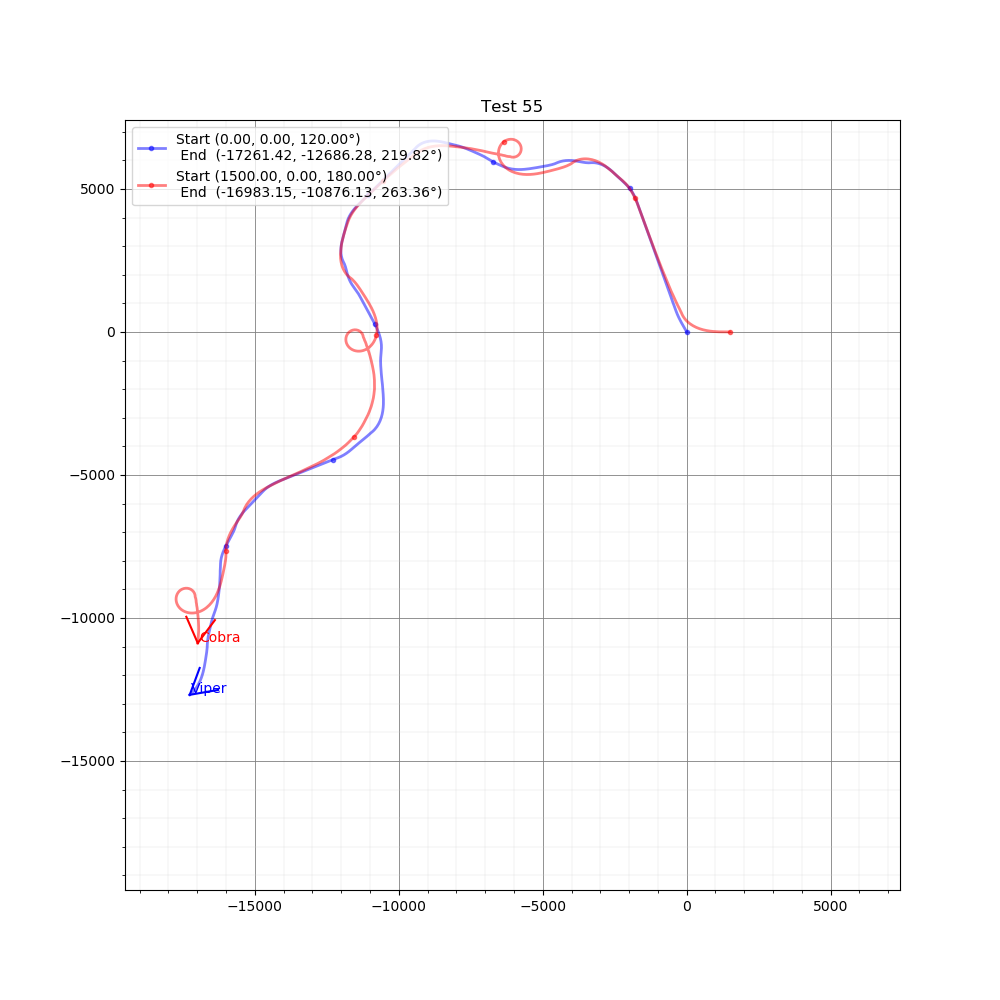 Test 55
Start (0.00, 0.00, 120.00°)
End  (-17261.42, -12686.28, 219.82°)
Start (1500.00, 0.00, 180.00°)
End  (-16983.15, -10876.13, 263.36°)
5000
0
−5000
−10000
−15000
Cobra
Viper
−15000
−10000
−5000
0
5000